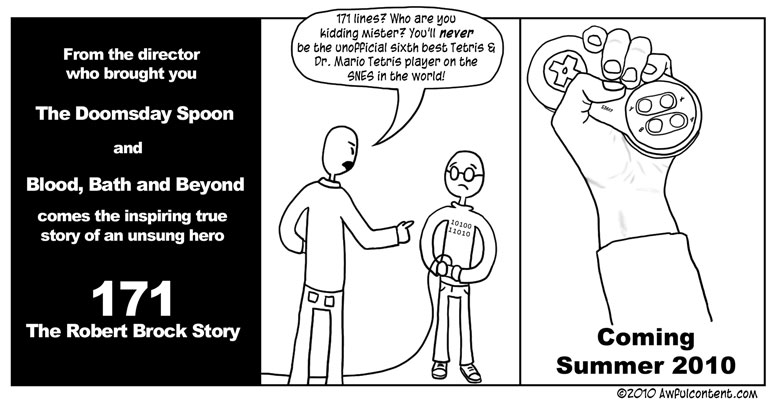 From the director
who brought you
The Doomsday Spoon
and
Blood, Bath and Beyond
comes the inspiring true
story of an unsung hero
171
The Robert Brock Story
171 lines? Who are you
kidding mister? You'll never
be the unofficial sixth best Tetris &
Dr. Mario Tetris player on the
SNES in the world!
10100
11010
Y
X
B
A
Coming
Summer 2010
©2010 Awfulcontent.com